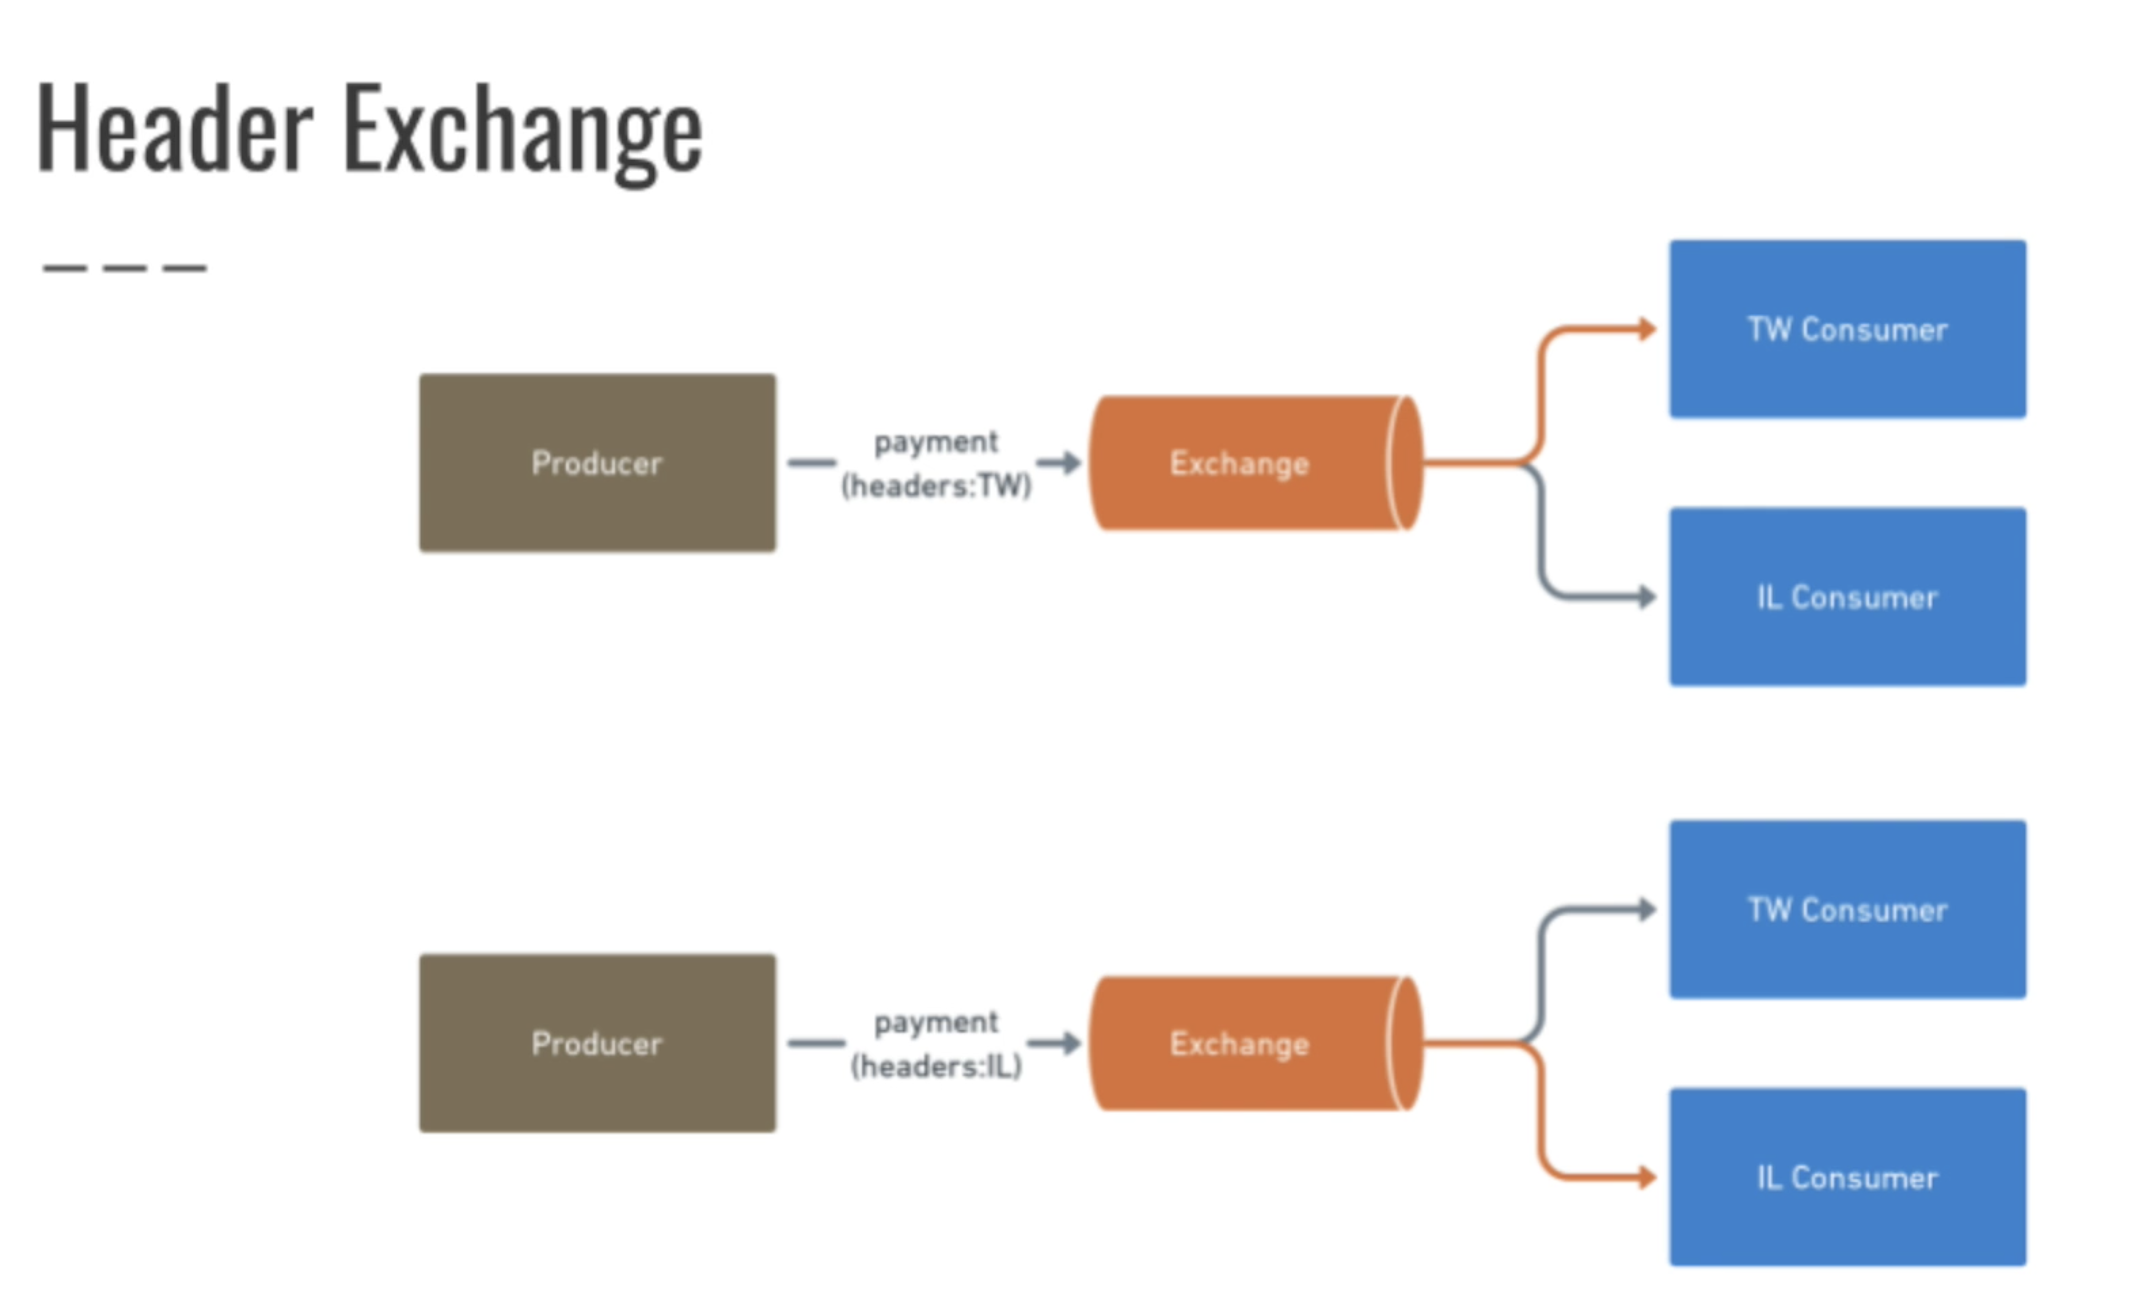 Header Exchange
TW Consumer
Producer
payment
(headers:TW)
Exchange
IL Consumer
TW Consumer
Producer
payment
(headers:IL)
Exchange
IL Consumer